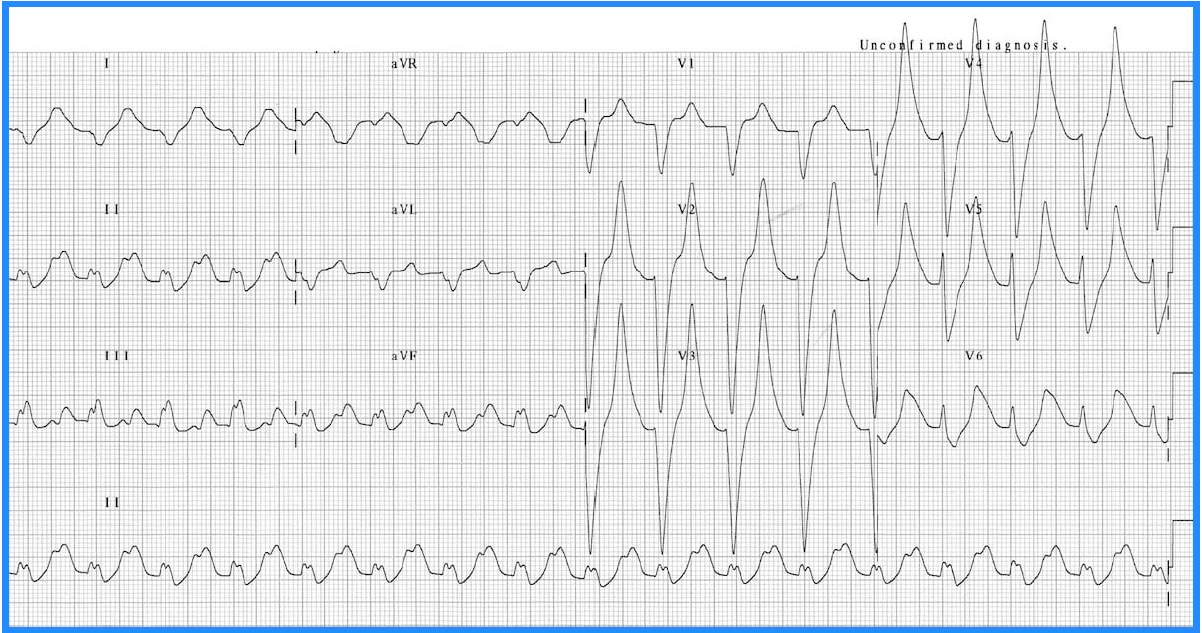 Unconfirmed diagnosis.
I aVR V1 V4
II aVL V2 V5
III aVF V3 V6
II